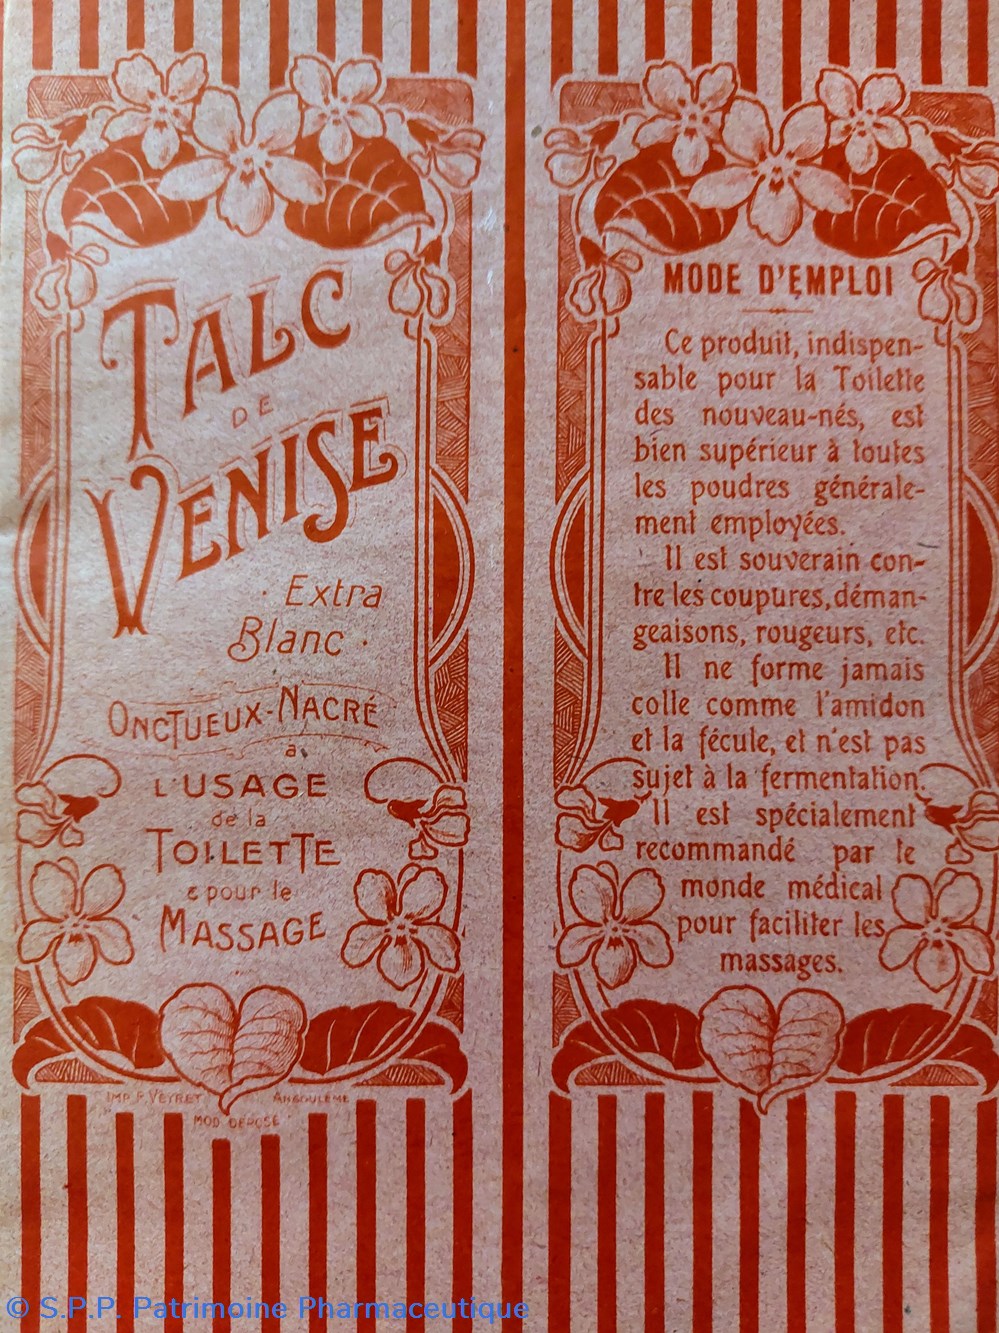 TALC
DE
VENISE
Extra
Blanc
ONCTUEUX-NACRÉ
à
L'USAGE
de la
TOILETTE
& pour le
MASSAGE
IMP. P. VEYRET ANGOULÊME
MOD. DÉPOSÉ
MODE D'EMPLOI
Ce produit, indispen-
sable pour la Toilette
des nouveau-nés, est
bien supérieur à toutes
les poudres générale-
ment employées.
Il est souverain con-
tre les coupures, déman-
geaisons, rougeurs, etc.
Il ne forme jamais
colle comme l'amidon
et la fécule, et n'est pas
sujet à la fermentation.
Il est spécialement
recommandé par le
monde médical
pour faciliter les
massages.
© S.P.P. Patrimoine Pharmaceutique